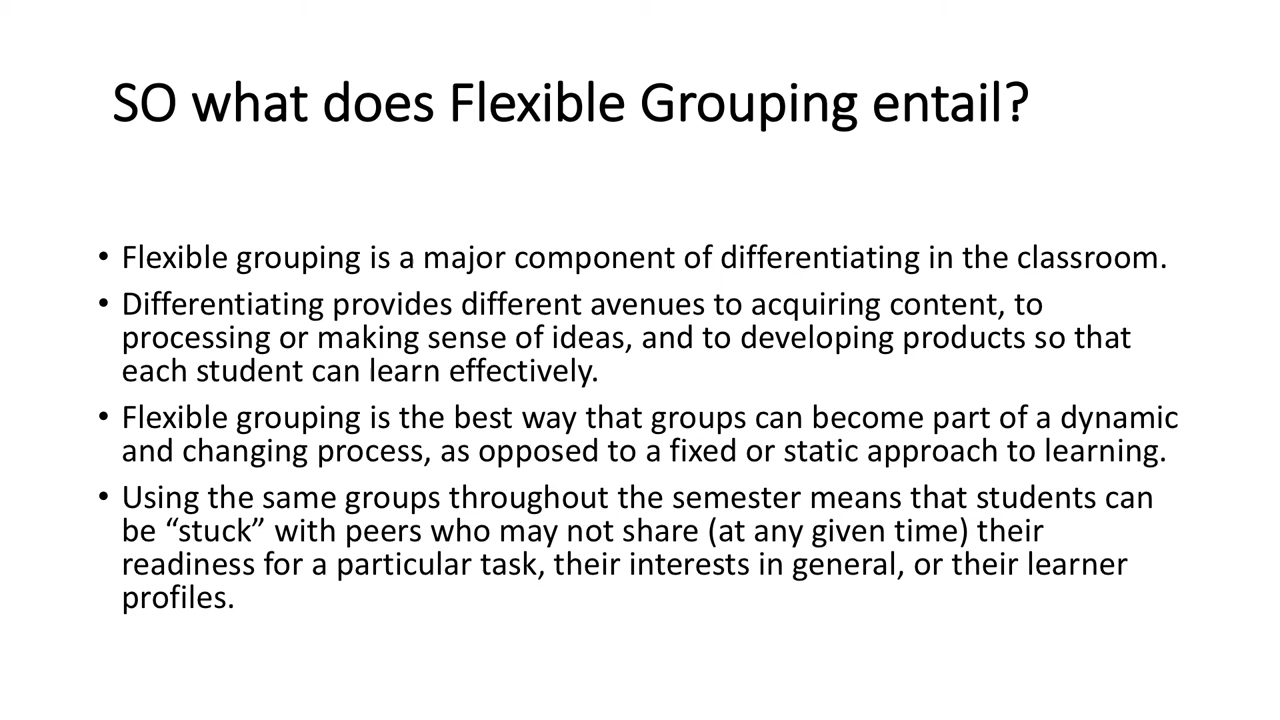 SO what does Flexible Grouping entail?
• Flexible grouping is a major component of differentiating in the classroom.
• Differentiating provides different avenues to acquiring content, to
processing or making sense of ideas, and to developing products so that
each student can learn effectively.
• Flexible grouping is the best way that groups can become part of a dynamic
and changing process, as opposed to a fixed or static approach to learning.
• Using the same groups throughout the semester means that students can
be “stuck” with peers who may not share (at any given time) their
readiness for a particular task, their interests in general, or their learner
profiles.